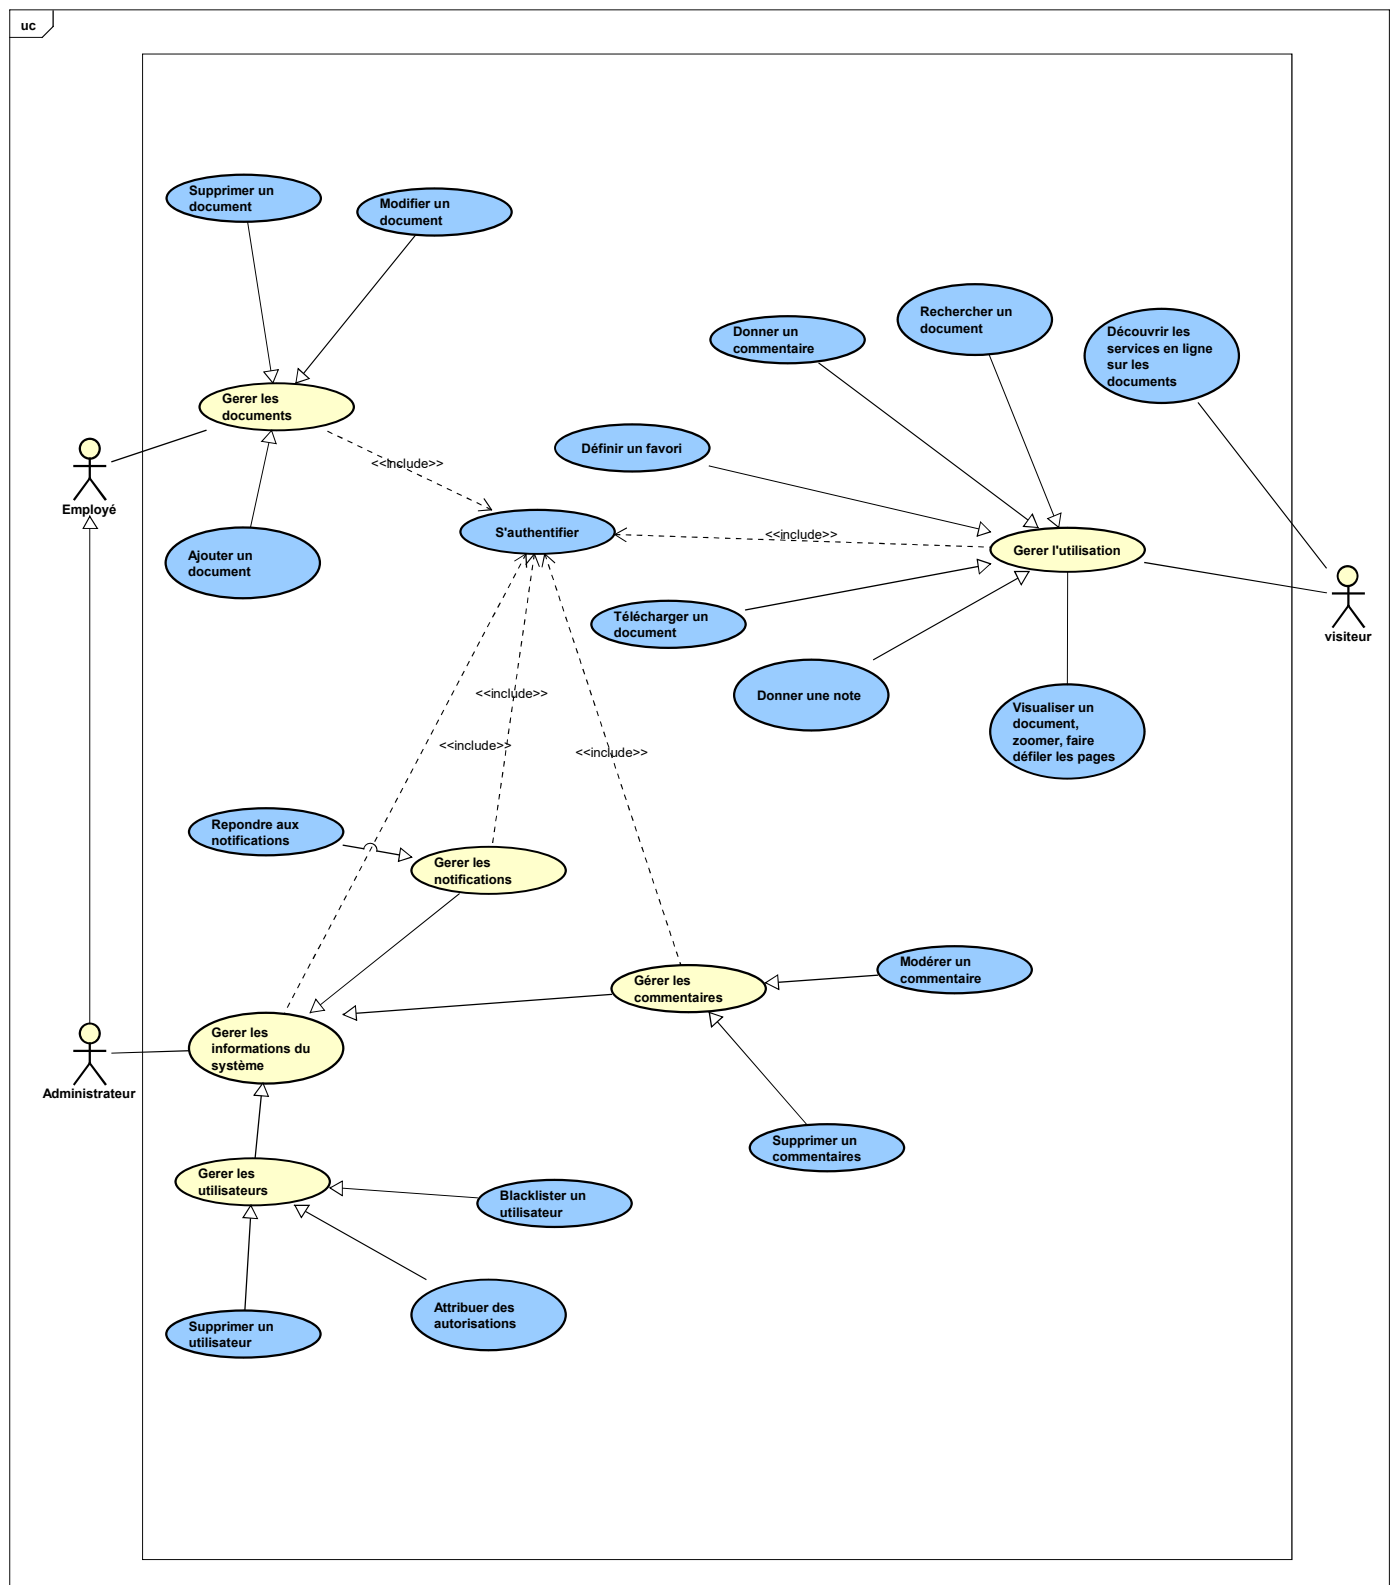 uc
Supprimer un
document
Modifier un
document
Rechercher un
document
Donner un
commentaire
Découvrir les
services en ligne
sur les
documents
Gerer les
documents
Définir un favori
<<include>>
Employé
S'authentifier
<<include>>
Gerer l'utilisation
Ajouter un
document
Télécharger un
document
visiteur
Donner une note
Visualiser un
document,
zoomer, faire
défiler les pages
<<include>>
<<include>>
<<include>>
Repondre aux
notifications
Gerer les
notifications
Modérer un
commentaire
Gérer les
commentaires
Gerer les
informations du
système
Administrateur
Supprimer un
commentaires
Gerer les
utilisateurs
Blacklister un
utilisateur
Attribuer des
autorisations
Supprimer un
utilisateur